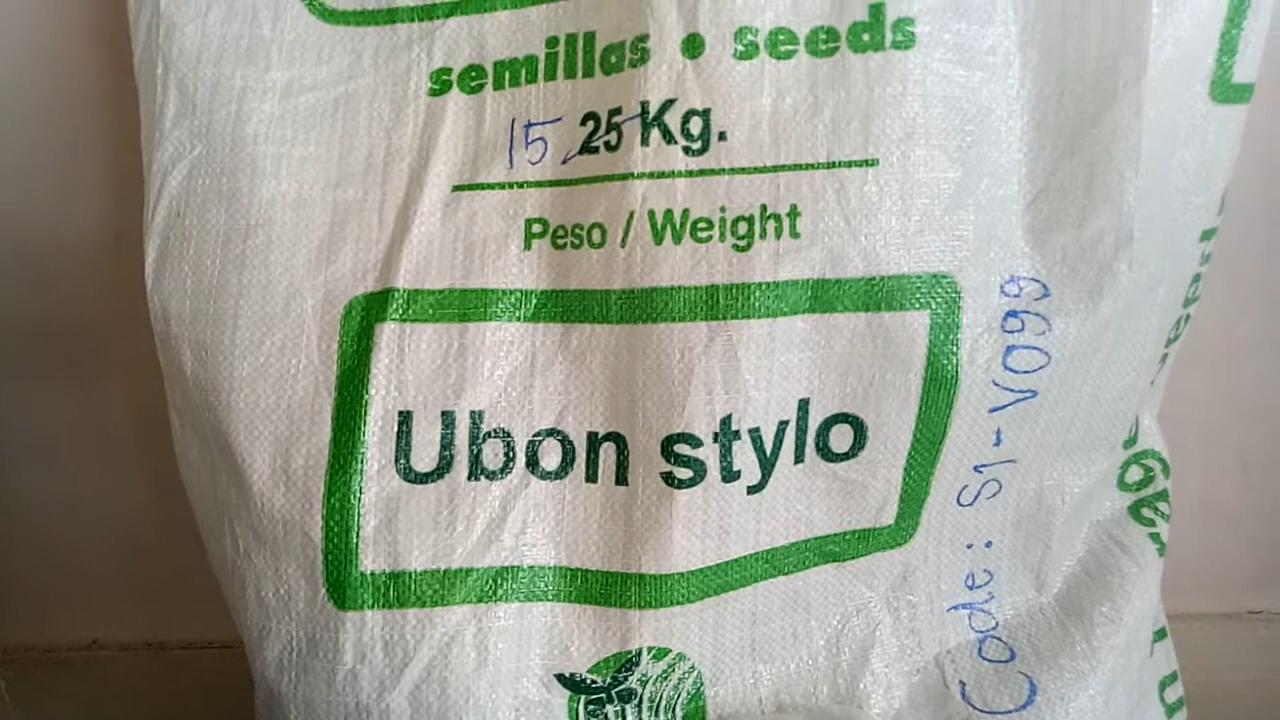 semillas • seeds
15 25 Kg.
Peso / Weight
Ubon stylo
Code: S1-V099